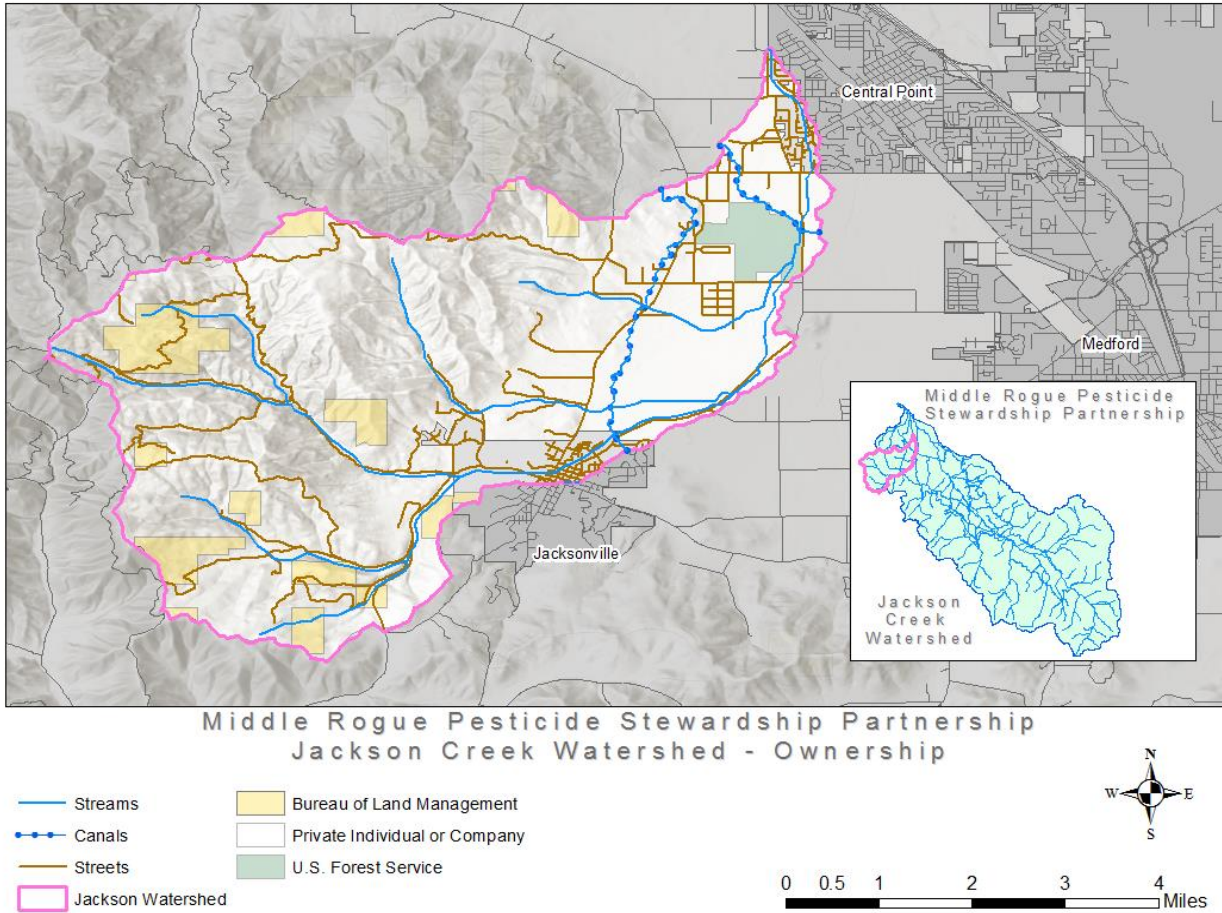 Central Point
Medford
Jacksonville
Middle Rogue Pesticide
Stewardship Partnership
Jackson
Creek
Watershed
Middle Rogue Pesticide Stewardship Partnership
Jackson Creek Watershed - Ownership
Streams
Canals
Streets
Jackson Watershed
Bureau of Land Management
Private Individual or Company
U.S. Forest Service
N
W E
S
0 0.5 1 2 3 4
Miles